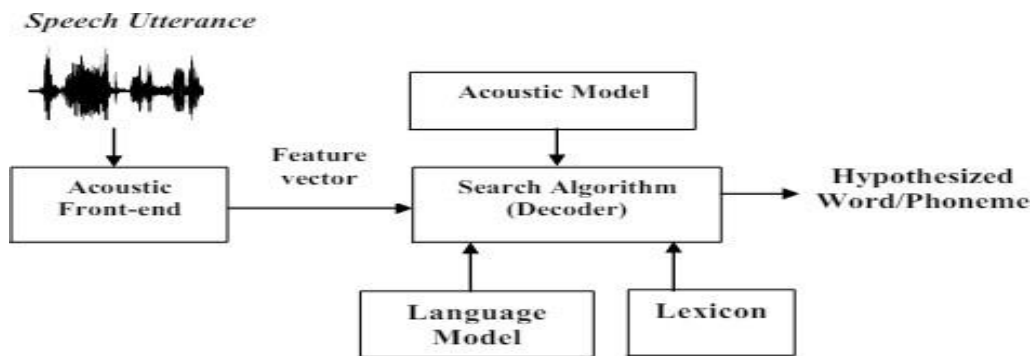 Speech Utterance
Acoustic Model
Feature
vector
Acoustic
Front-end
Search Algorithm
(Decoder)
Hypothesized
Word/Phoneme
Language
Model
Lexicon